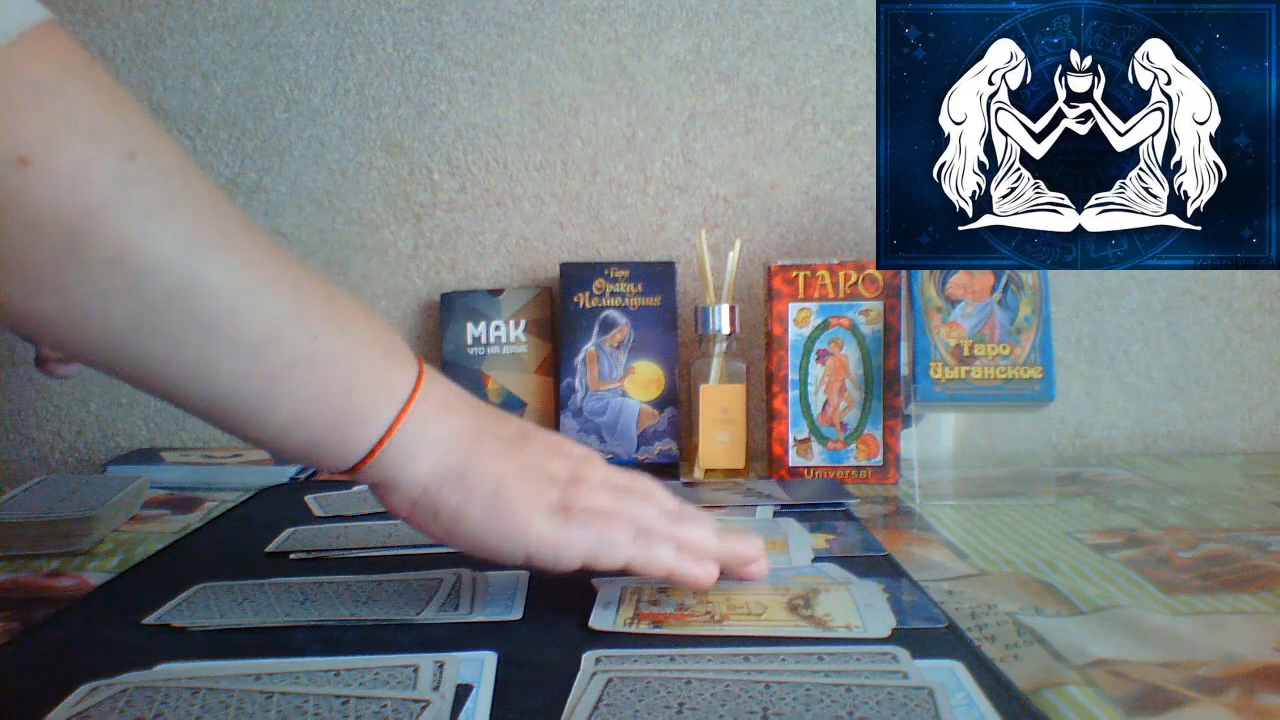 МАК
ЧТО НА ДУШЕ
Таро
Оракул
Полнолуния
ТАРО
Universal
Таро
Цыганское